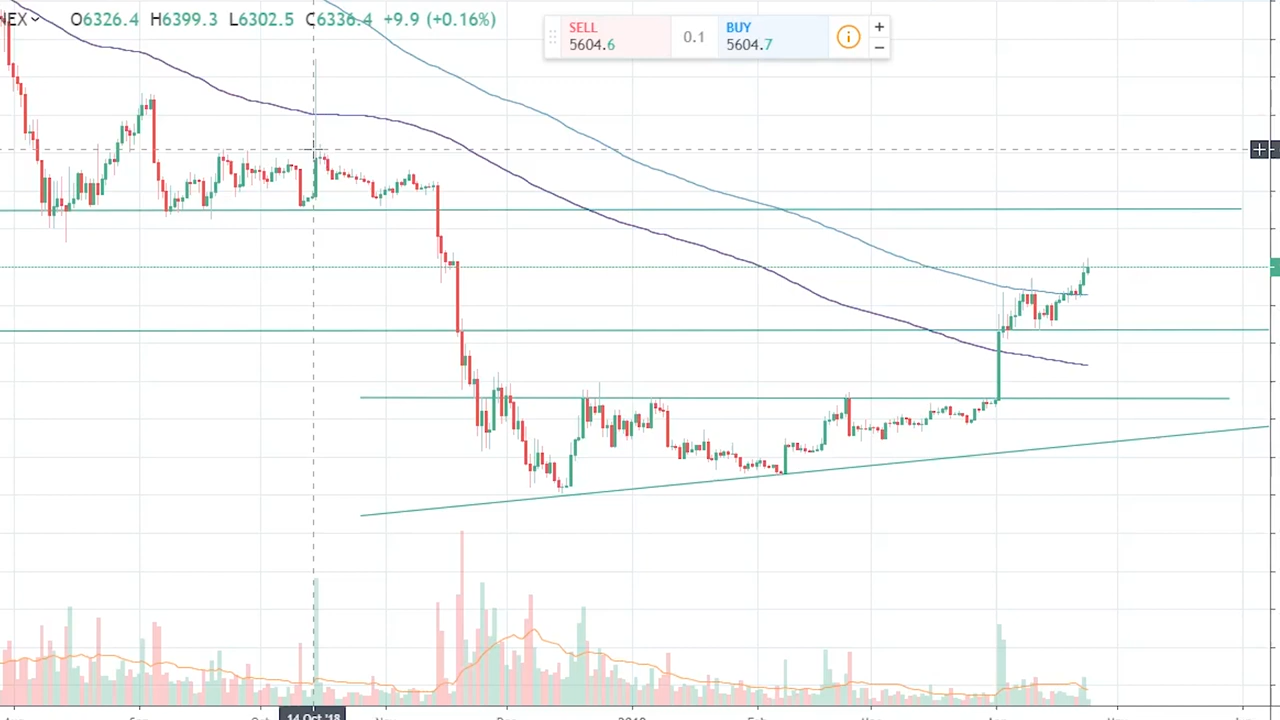 NEX O6326.4 H6399.3 L6302.5 C6336.4 +9.9 (+0.16%)
SELL
5604.6
0.1
BUY
5604.7
14 Oct '18